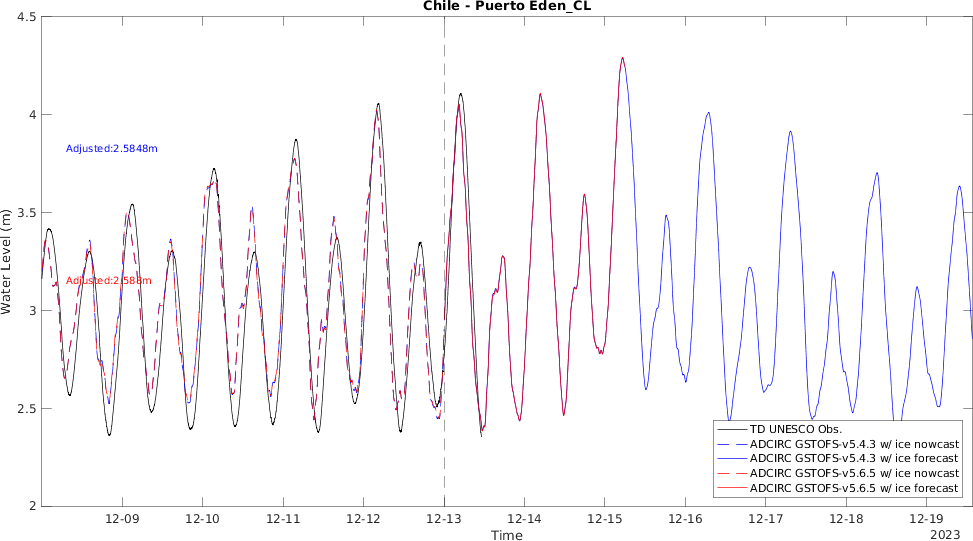 Chile - Puerto Eden_CL
4.5
4
3.5
3
2.5
2
Water Level (m)
Adjusted:2.5848m
Adjusted:2.588m
TD UNESCO Obs.
ADCIRC GSTOFS-v5.4.3 w/ ice nowcast
ADCIRC GSTOFS-v5.4.3 w/ ice forecast
ADCIRC GSTOFS-v5.6.5 w/ ice nowcast
ADCIRC GSTOFS-v5.6.5 w/ ice forecast
12-09 12-10 12-11 12-12 12-13 12-14 12-15 12-16 12-17 12-18 12-19
Time
2023